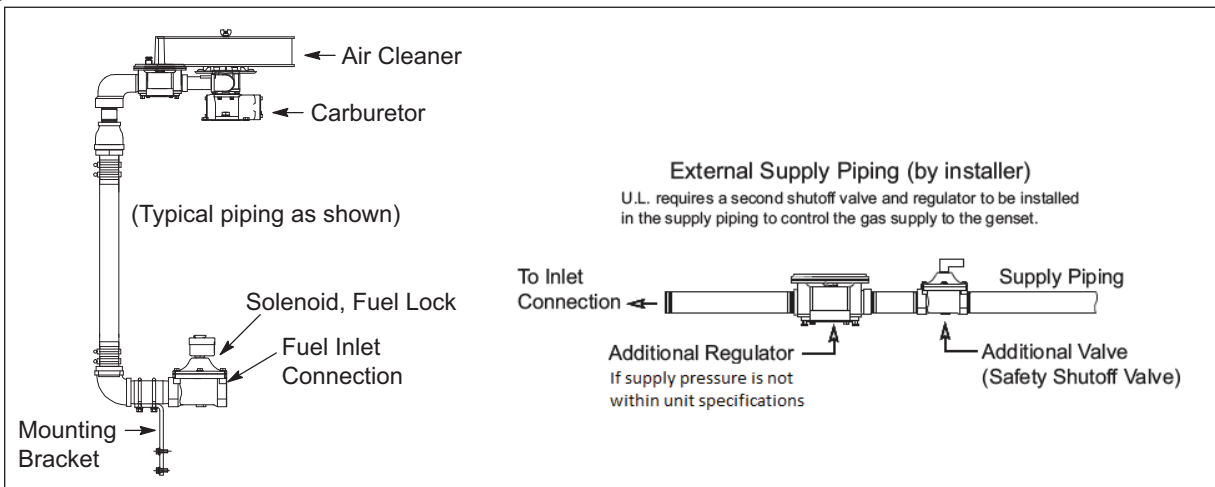 Air Cleaner
Carburetor
(Typical piping as shown)
Solenoid, Fuel Lock
Fuel Inlet
Connection
Mounting
Bracket
External Supply Piping (by installer)
U.L. requires a second shutoff valve and regulator to be installed
in the supply piping to control the gas supply to the genset.
To Inlet
Connection
Supply Piping
Additional Regulator
If supply pressure is not
within unit specifications
Additional Valve
(Safety Shutoff Valve)